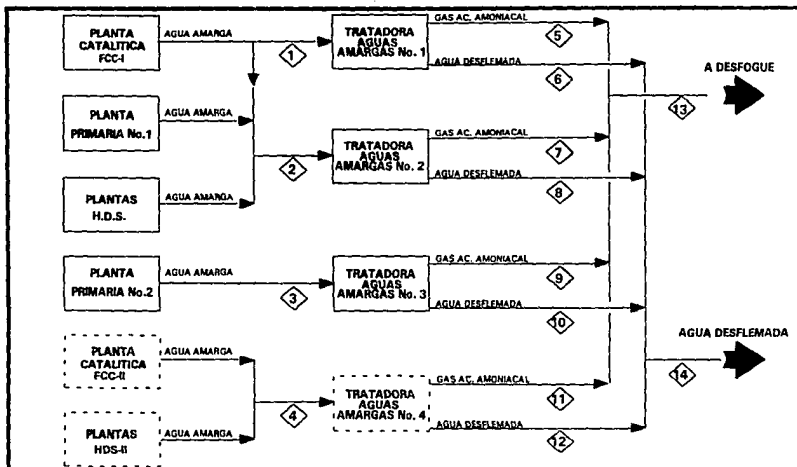 PLANTA
CATALITICA
FCC-I
AGUA AMARGA
1
TRATADORA
AGUAS
AMARGAS No. 1
GAS AC. AMONIACAL
5
AGUA DESFLEMADA
6
A DESFOGUE
13
PLANTA
PRIMARIA No.1
AGUA AMARGA
2
TRATADORA
AGUAS
AMARGAS No. 2
GAS AC. AMONIACAL
7
AGUA DESFLEMADA
8
PLANTAS
H.D.S.
AGUA AMARGA
PLANTA
PRIMARIA No.2
AGUA AMARGA
3
TRATADORA
AGUAS
AMARGAS No. 3
GAS AC. AMONIACAL
9
AGUA DESFLEMADA
10
AGUA DESFLEMADA
14
PLANTA
CATALITICA
FCC-II
AGUA AMARGA
4
TRATADORA
AGUAS
AMARGAS No. 4
GAS AC. AMONIACAL
11
AGUA DESFLEMADA
12
PLANTAS
HDS-II
AGUA AMARGA